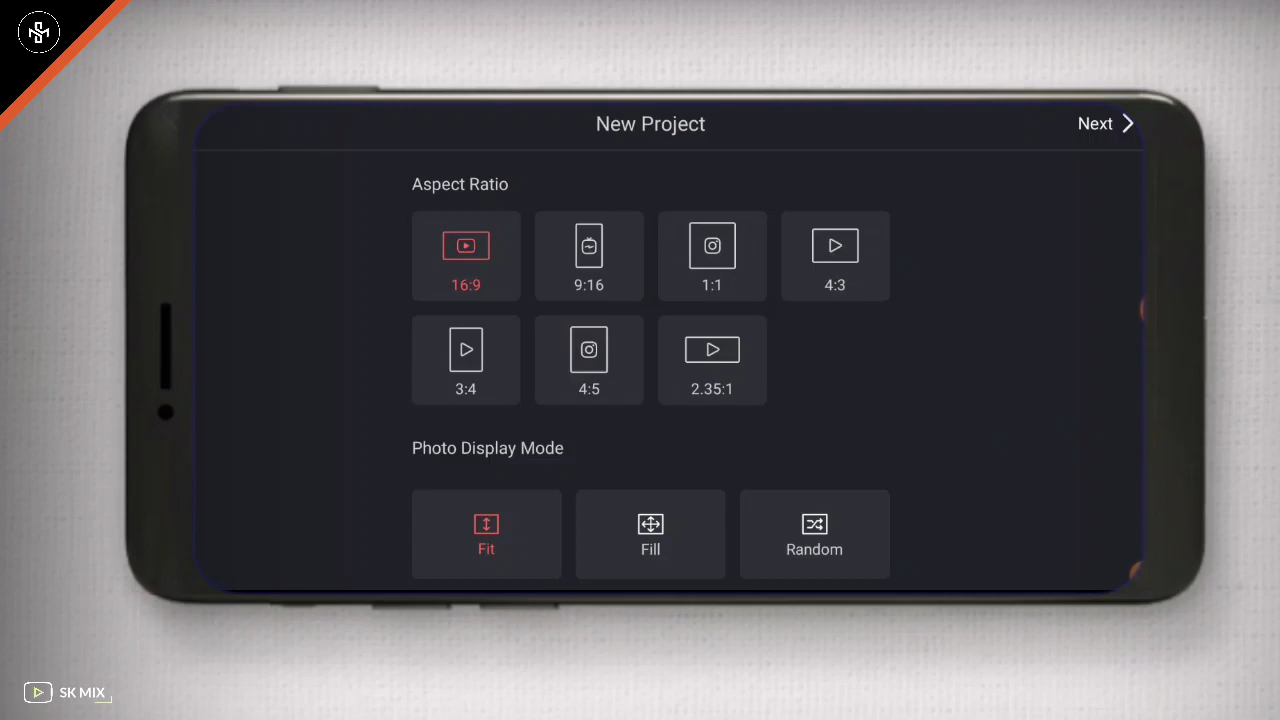 New Project
Next
Aspect Ratio
16:9
9:16
1:1
4:3
3:4
4:5
2.35:1
Photo Display Mode
Fit
Fill
Random
SK MIX